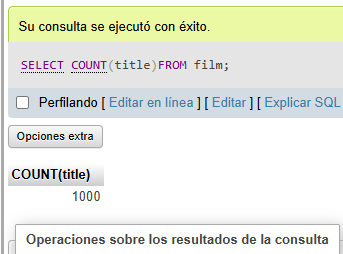 Su consulta se ejecutó con éxito.
SELECT COUNT(title)FROM film;
Perfilando [ Editar en línea ] [ Editar ] [ Explicar SQL
Opciones extra
COUNT(title)
1000
Operaciones sobre los resultados de la consulta